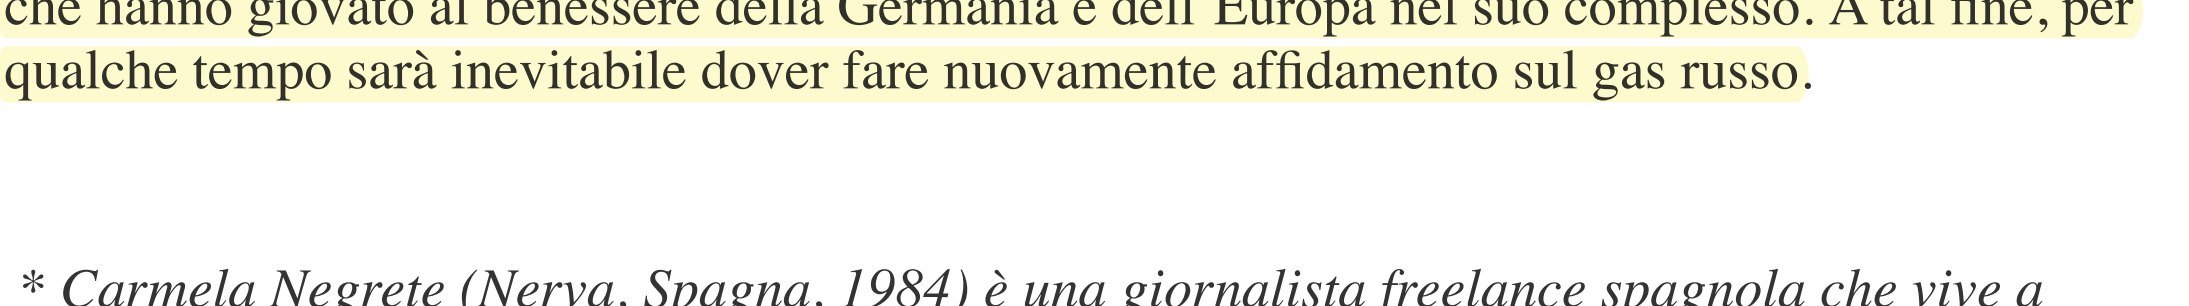 che hanno giovato al benessere della Germania e dell'Europa nel suo complesso. A tal fine, per
qualche tempo sarà inevitabile dover fare nuovamente affidamento sul gas russo.
* Carmela Negrete (Nerva, Spagna, 1984) è una giornalista freelance spagnola che vive a